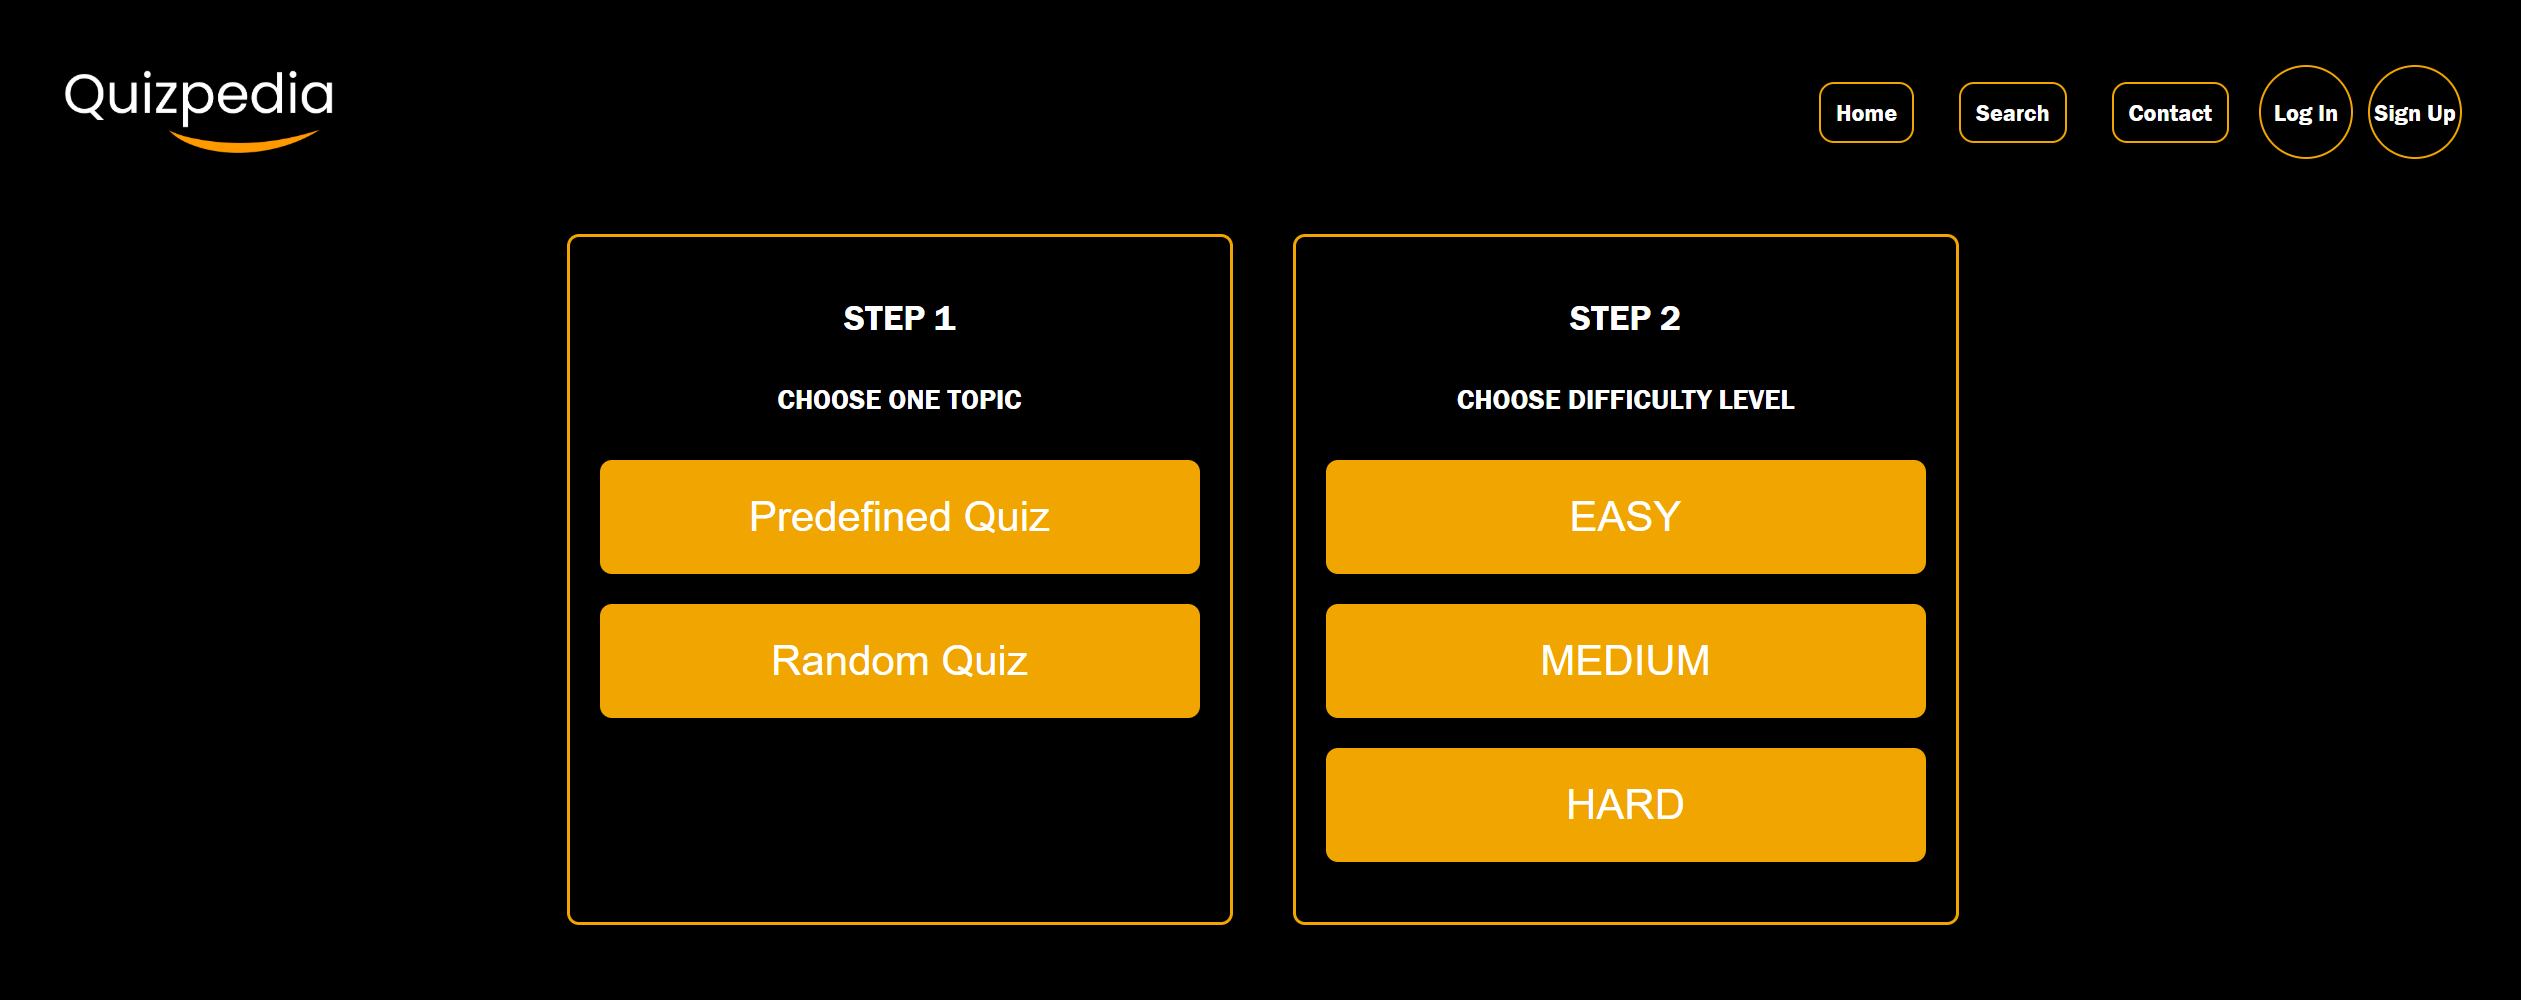 Quizpedia
Home
Search
Contact
Log In
Sign Up
STEP 1
CHOOSE ONE TOPIC
Predefined Quiz
Random Quiz
STEP 2
CHOOSE DIFFICULTY LEVEL
EASY
MEDIUM
HARD